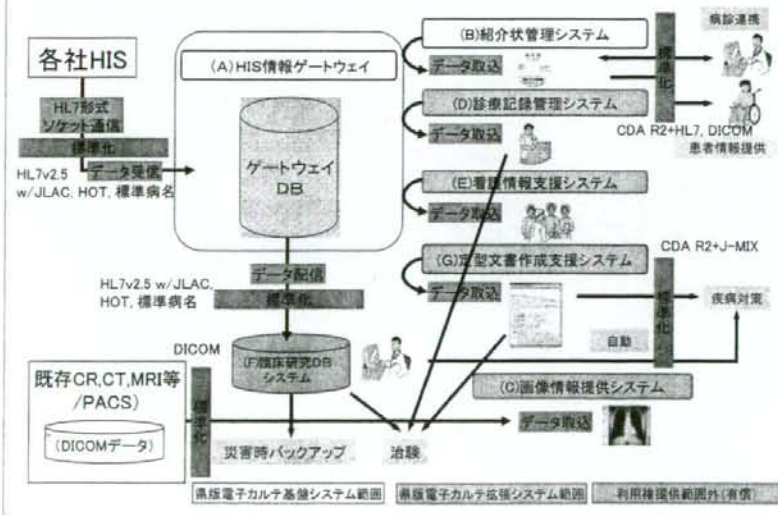 各社HIS
HL7形式
ソケット通信
標準化
データ受信
HL7v2.5
w/JLAC, HOT, 標準病名
(A)HIS情報ゲートウェイ
ゲートウェイ
DB
データ配信
HL7v2.5 w/JLAC,
HOT, 標準病名
標準化
(B)紹介状管理システム
データ取込
標準化
病診連携
(D)診療記録管理システム
データ取込
CDA R2+HL7, DICOM
患者情報提供
(E)看護情報支援システム
データ取込
(G)定型文書作成支援システム
データ取込
CDA R2+J-MIX
標準化
疾病対策
自動
(F)臨床研究DB
システム
DICOM
既存CR,CT,MRI等
/PACS)
(DICOMデータ)
標準化
(C)画像情報提供システム
データ取込
災害時バックアップ
治験
県版電子カルテ基盤システム範囲
県版電子カルテ拡張システム範囲
利用権提供範囲外(有償)